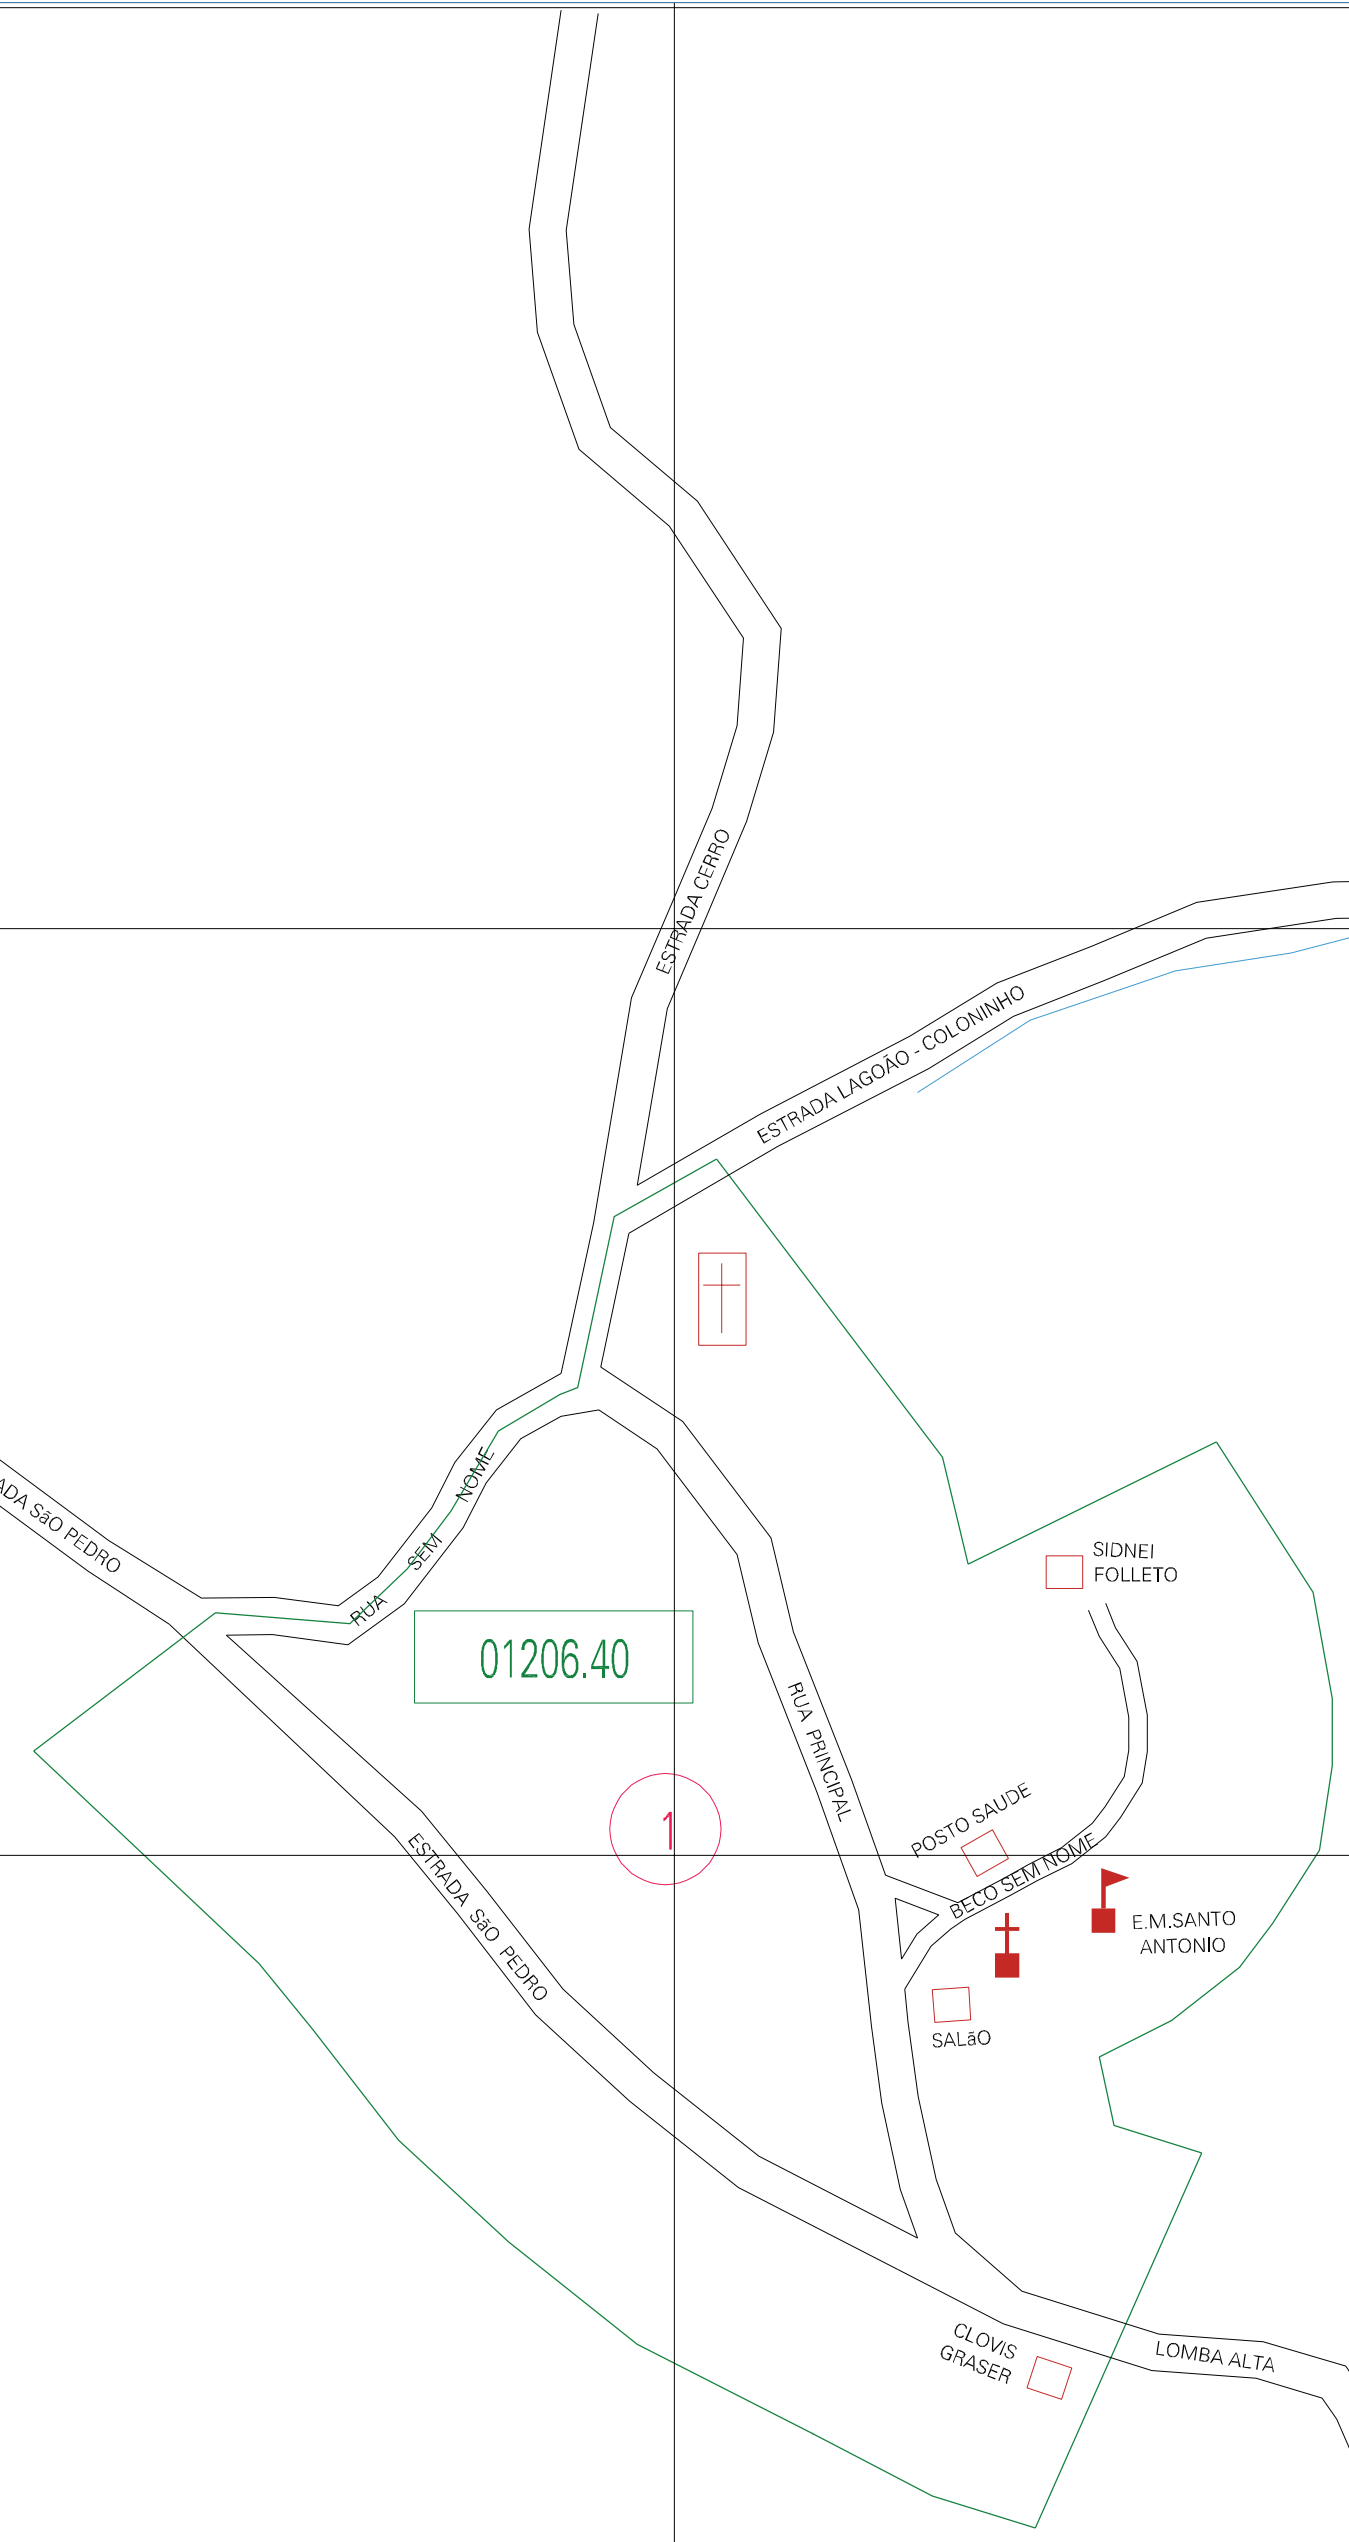 ESTRADA CERRO
ESTRADA LAGOÃO - COLONINHO
ADA SãO PEDRO
RUA SEM NOME
01206.40
SIDNEI
FOLLETO
RUA PRINCIPAL
1
POSTO SAUDE
BECO SEM NOME
E.M.SANTO
ANTONIO
ESTRADA SãO PEDRO
SALãO
CLOVIS
GRASER
LOMBA ALTA